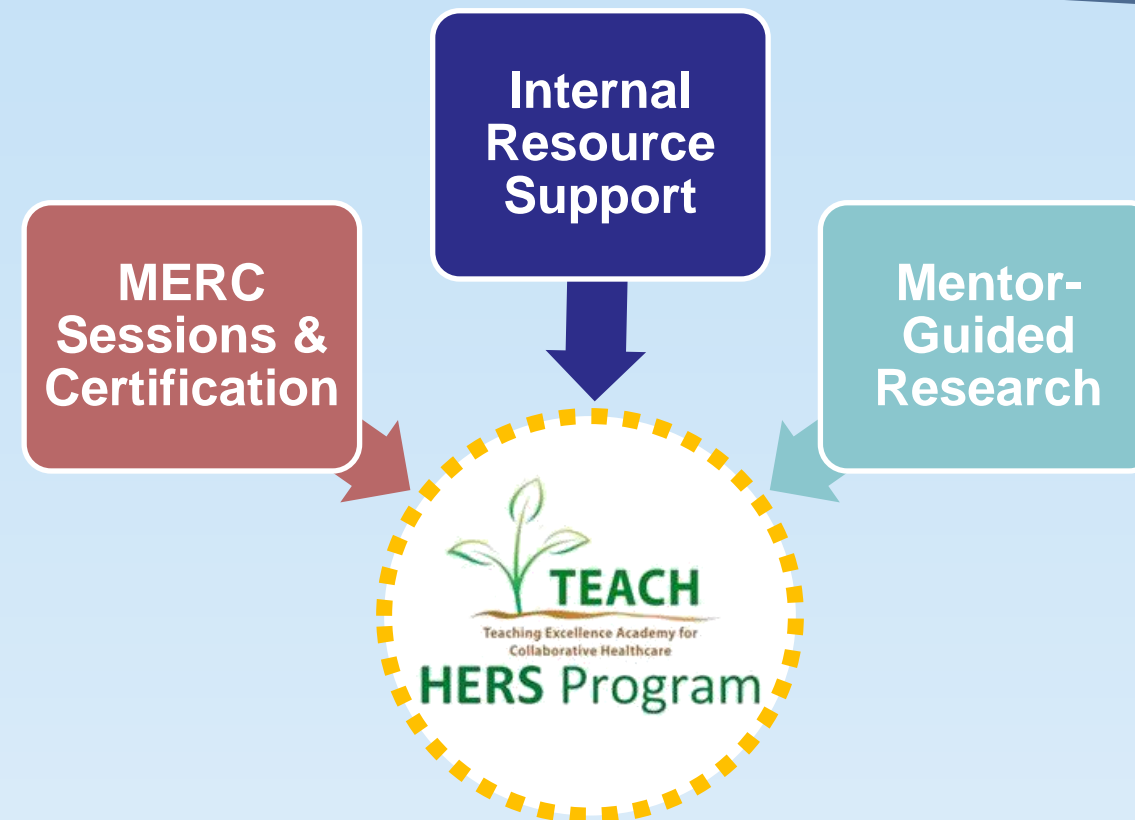 Internal
Resource
Support
MERC
Sessions &
Certification
Mentor-
Guided
Research
TEACH
Teaching Excellence Academy for
Collaborative Healthcare
HERS Program